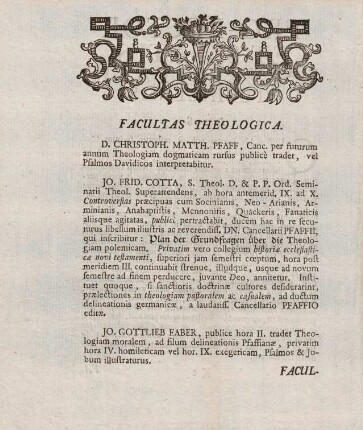 FACULTAS THEOLOGICA.
D. CHRISTOPH. MATTH. PFAFF, Canc. per futurum
annum Theologiam dogmaticam rursus publicè tradet, vel
Psalmos Davidicos interpretabitur.
JO. FRID. COTTA, S. Theol. D. & P. P. Ord. Semi-
narii Theol. Superattendens, ab hora antemerid. IX. ad X.
Controversias præcipuas cum Socinianis, Neo-Arianis, Ar-
minianis, Anabaptistis, Mennonitis, Quackeris, Fanaticis
aliisque agitatas, publicè pertractabit, ducem hac in re secu-
turus libellum illustris ac reverendiss. DN. Cancellarii PFAFFII,
qui inscribitur: Plan der Grundfragen über die Theolo-
giam polemicam. Privatim vero collegium historiæ ecclesiasti-
cæ novi testamenti, superiori jam semestri cœptum, hora post
meridiem III. continuabit strenue, illudque, usque ad novum
semestre ad finem perducere, juvante Deo, annitetur. Insti-
tuet quoque, si sanctioris doctrinæ cultores desiderarint,
prælectiones in theologiam pastoralem ac casualem, ad ductum
delineationis germanicæ, a laudatiss. Cancellario PFAFFIO
editæ.
JO. GOTTLIEB FABER, publice hora II. tradet Theo-
logiam moralem, ad filum delineationis Pfaffianæ, privatim
hora IV. homileticam vel hor. IX. exegeticam, Psalmos & Jo-
bum illustraturus.
FACUL-